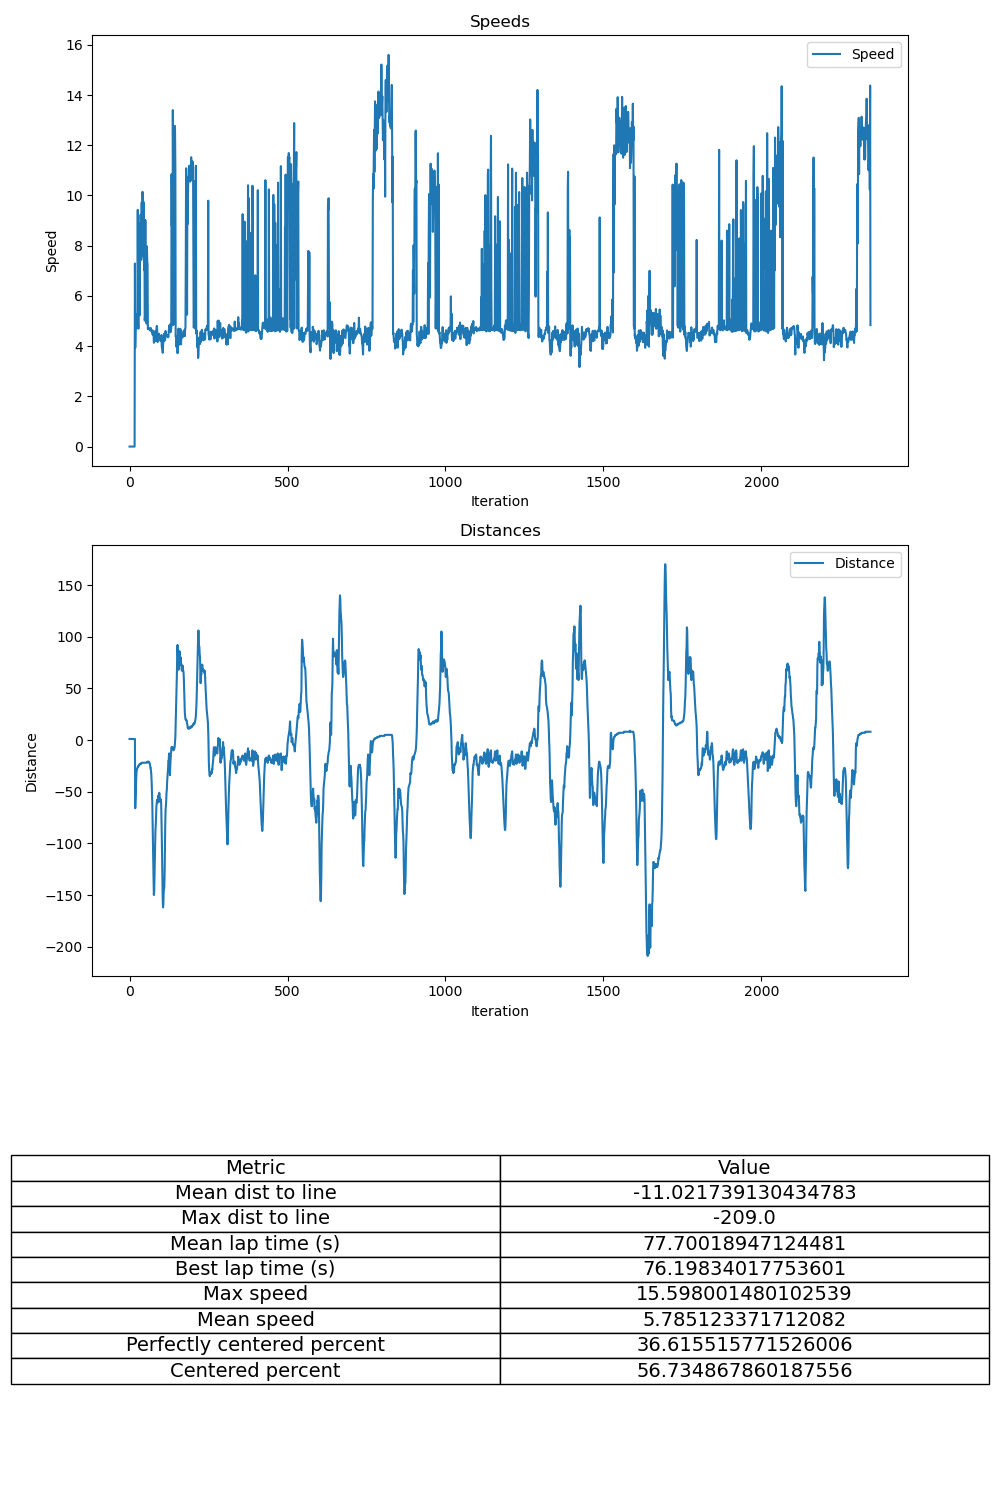 Speeds
16
14
12
10
8
6
4
2
0
Speed
Speed
0 500 1000 1500 2000
Iteration
Distances
150
100
50
0
−50
−100
−150
−200
Distance
Distance
0 500 1000 1500 2000
Iteration
Metric Value
Mean dist to line -11.021739130434783
Max dist to line -209.0
Mean lap time (s) 77.70018947124481
Best lap time (s) 76.19834017753601
Max speed 15.598001480102539
Mean speed 5.785123371712082
Perfectly centered percent 36.615515771526006
Centered percent 56.734867860187556